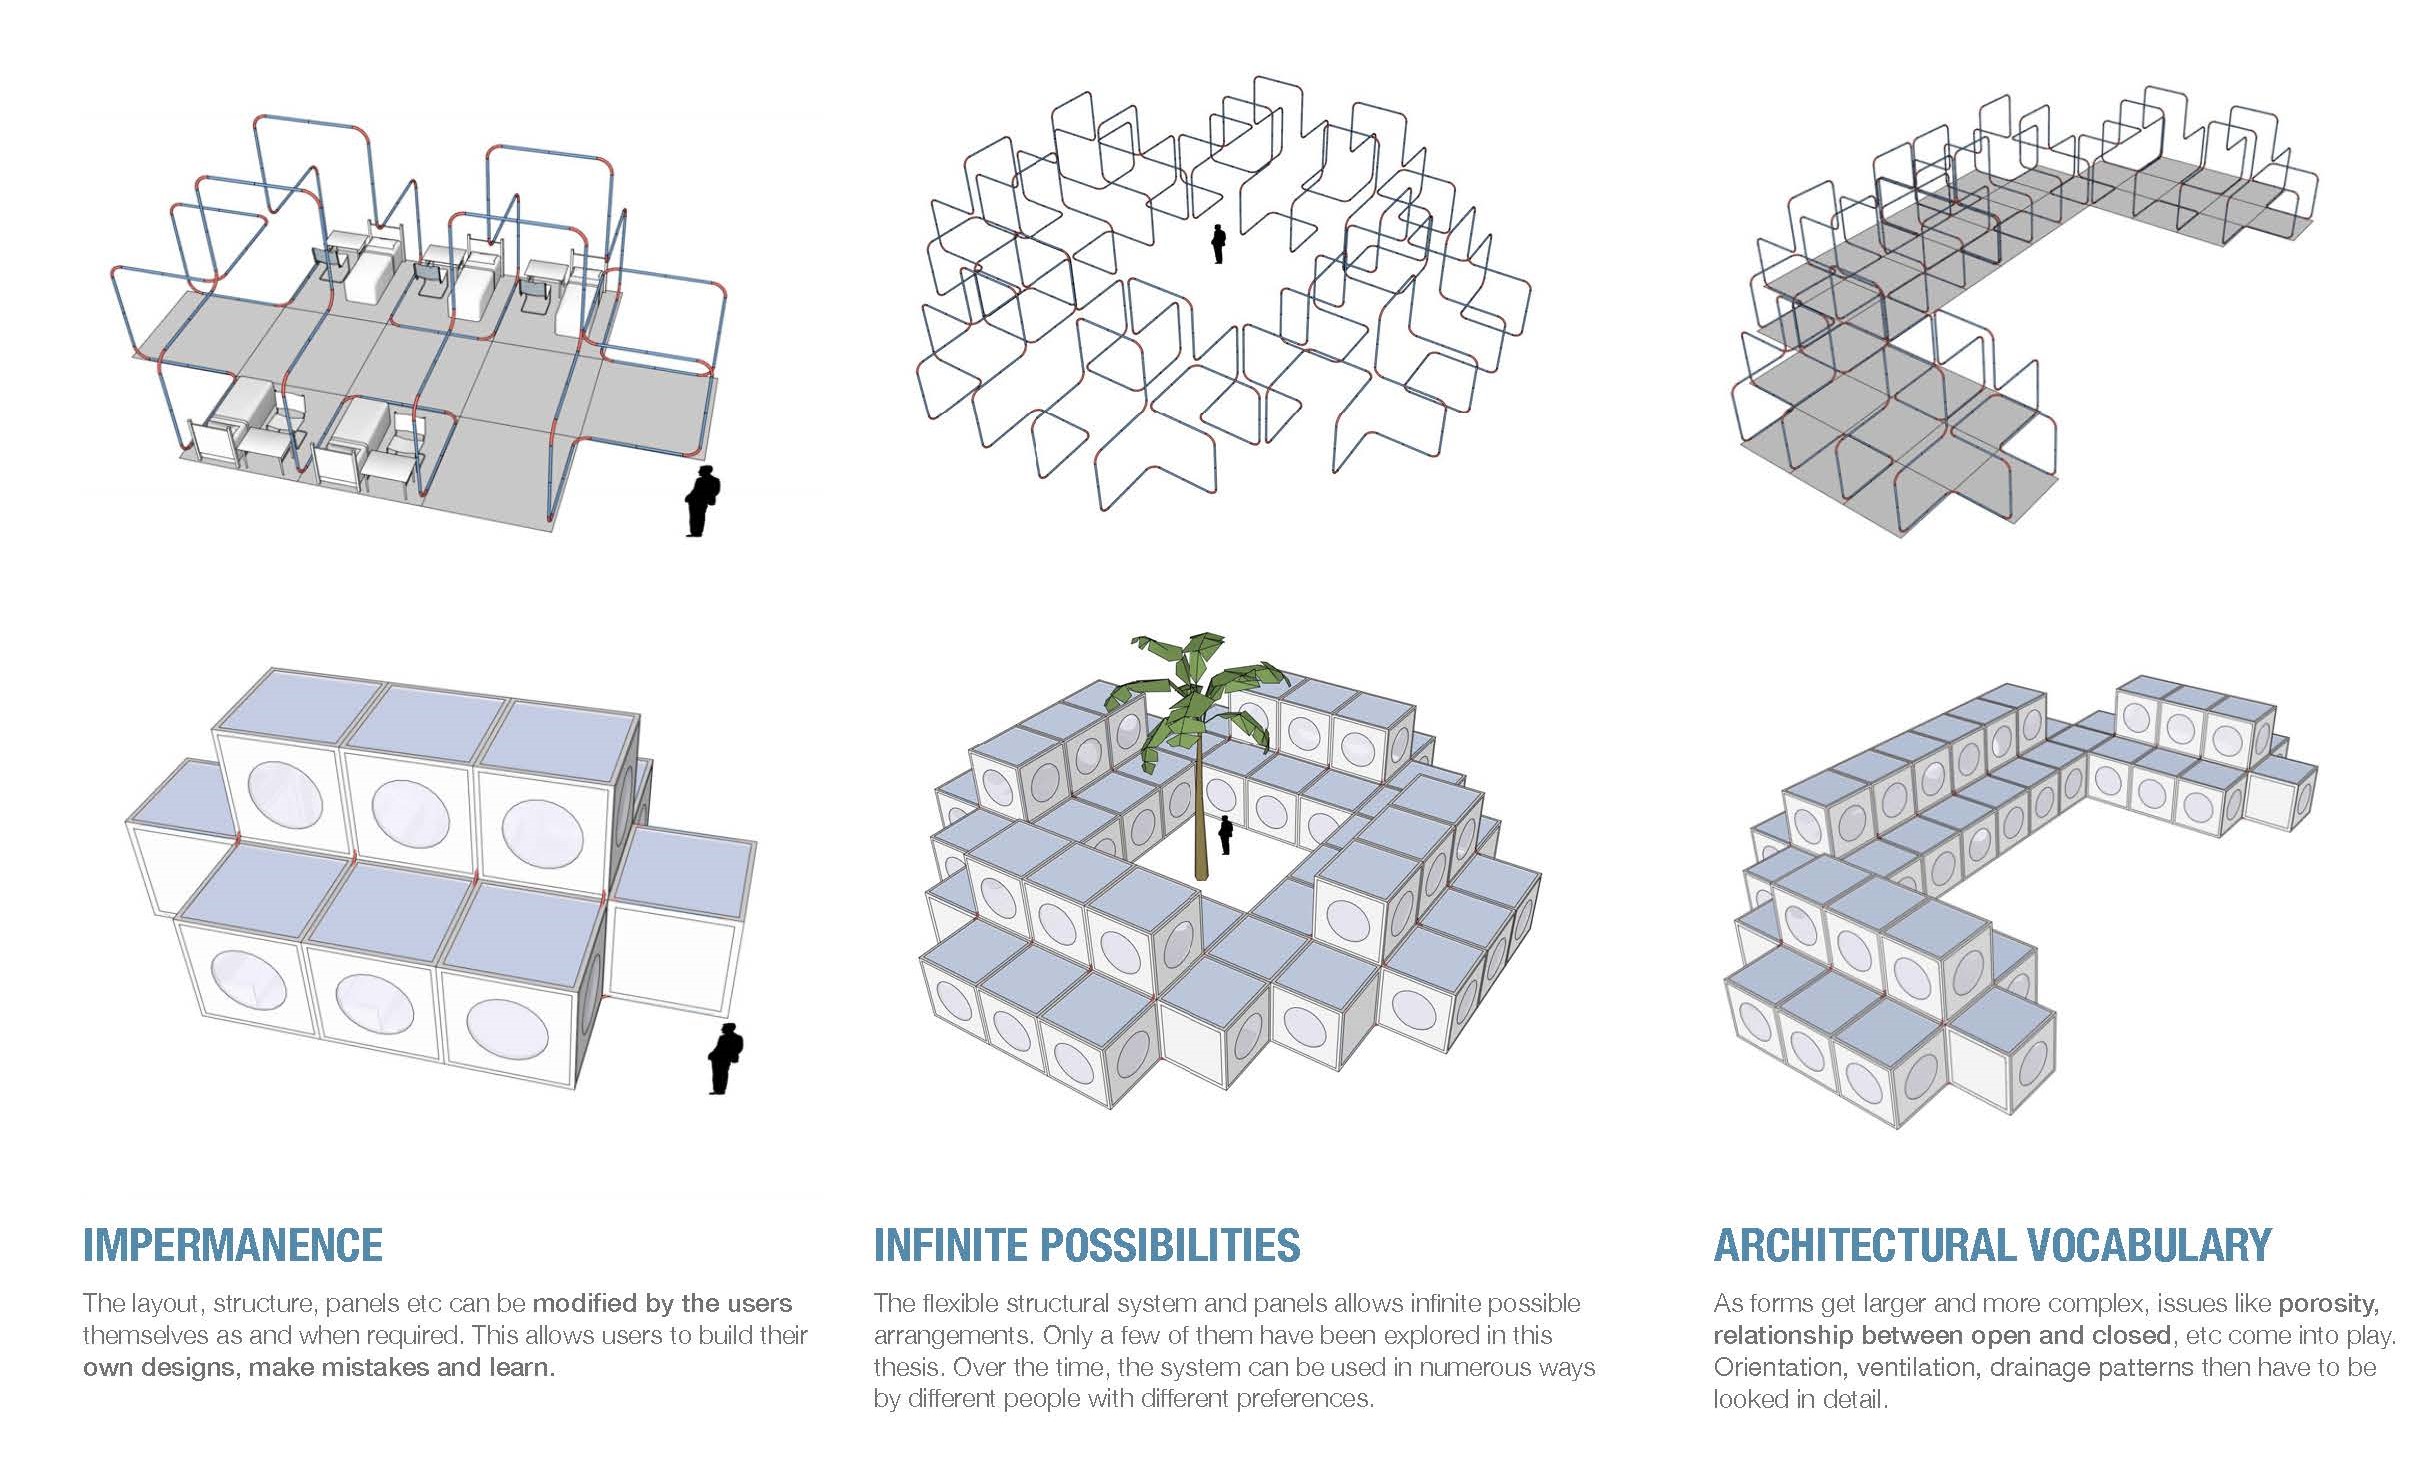 IMPERMANENCE
The layout, structure, panels etc can be modified by the users
themselves as and when required. This allows users to build their
own designs, make mistakes and learn.
INFINITE POSSIBILITIES
The flexible structural system and panels allows infinite possible
arrangements. Only a few of them have been explored in this
thesis. Over the time, the system can be used in numerous ways
by different people with different preferences.
ARCHITECTURAL VOCABULARY
As forms get larger and more complex, issues like porosity,
relationship between open and closed, etc come into play.
Orientation, ventilation, drainage patterns then have to be
looked in detail.